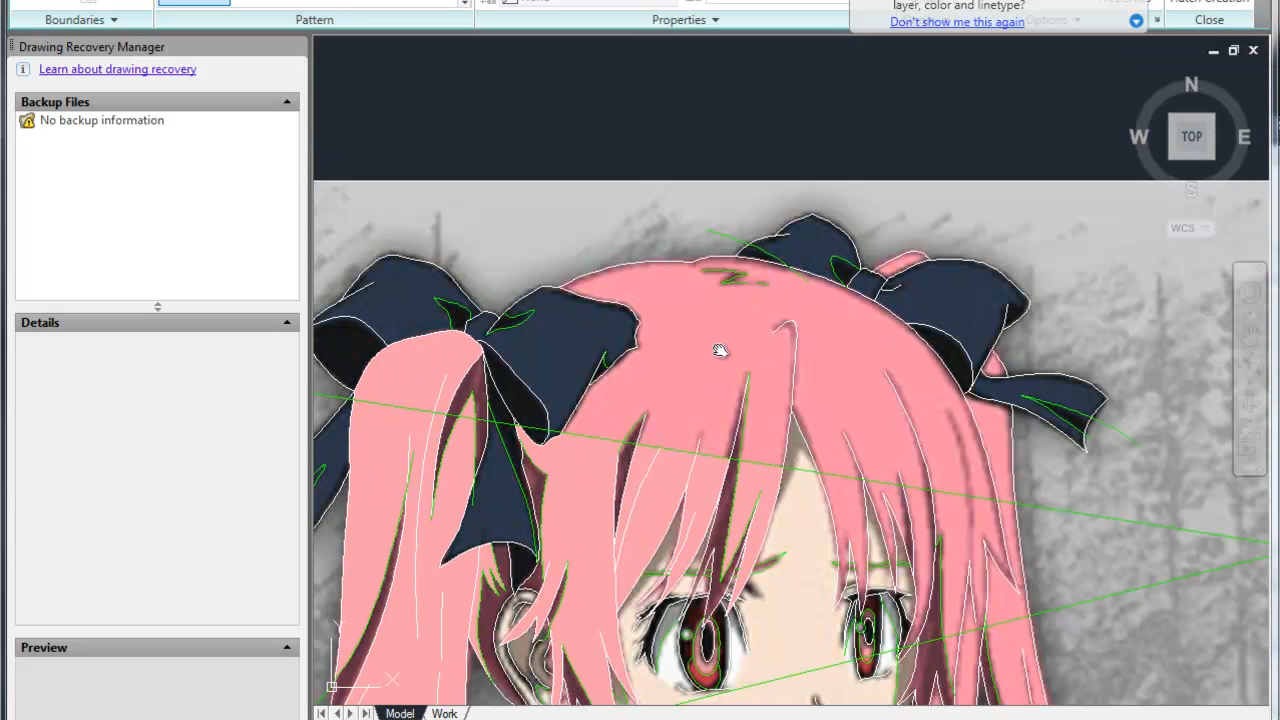 layer, color and linetype?
Boundaries
Pattern
Properties
Don't show me this again
Options
Close
Drawing Recovery Manager
Learn about drawing recovery
Backup Files
No backup information
N
W
TOP
E
S
WCS
Details
Preview
Model
Work